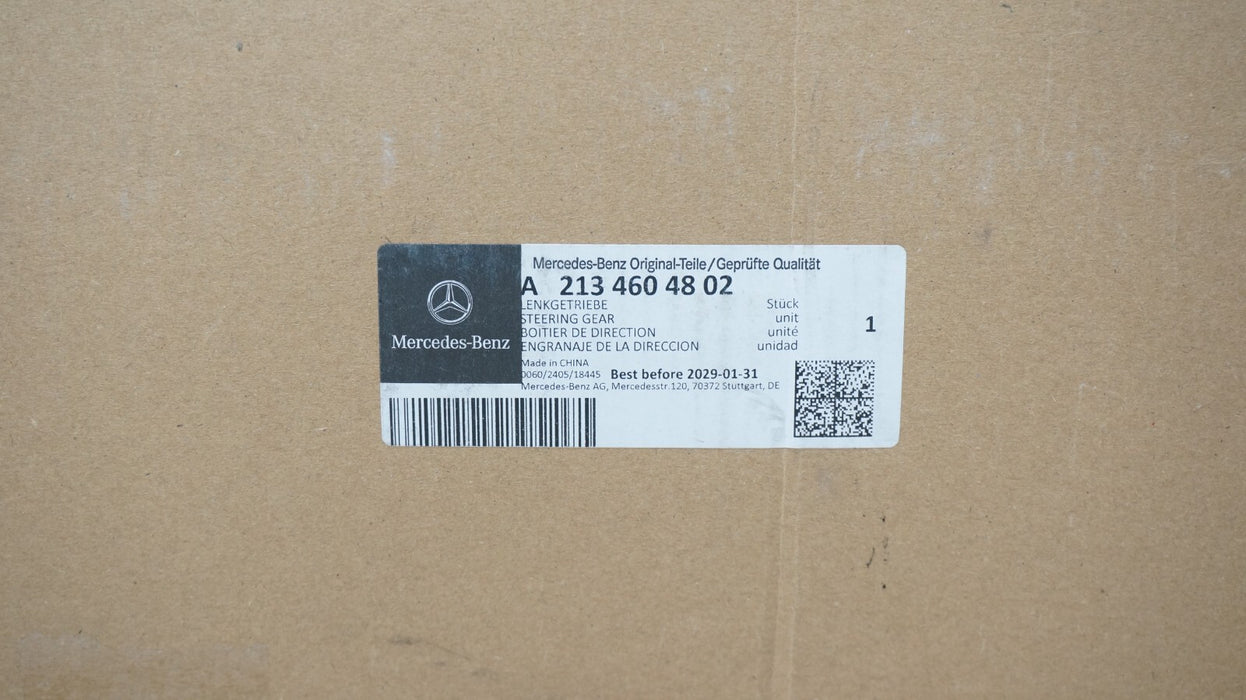 Mercedes-Benz
Mercedes-Benz Original-Teile/Geprüfte Qualität
A 213 460 48 02
LENKGETRIEBE Stück
STEERING GEAR unit
BOITIER DE DIRECTION unité
ENGRANAJE DE LA DIRECCION unidad
1
Made in CHINA
0060/2405/18445 Best before 2029-01-31
Mercedes-Benz AG, Mercedesstr.120, 70372 Stuttgart, DE